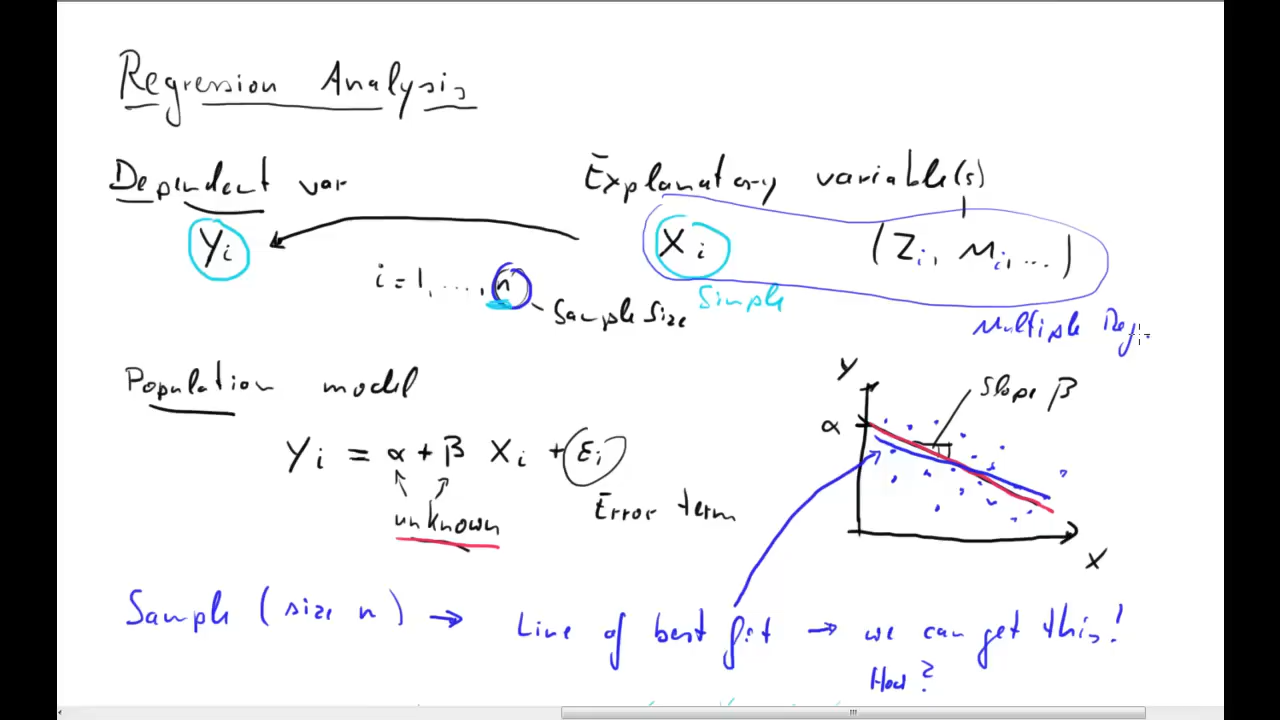 Regression Analysis
Dependent var
Explanatory variable(s)
Yi
Xi
(Zi, Mi, ...)
i = 1, ...., n
Sample Size
Simple
Multiple Reg.
Population model
Yi = α + β Xi + εi
unknown
Error term
Y
α
Slope β
X
Sample (size n) → Line of best fit → we can get this!
How?